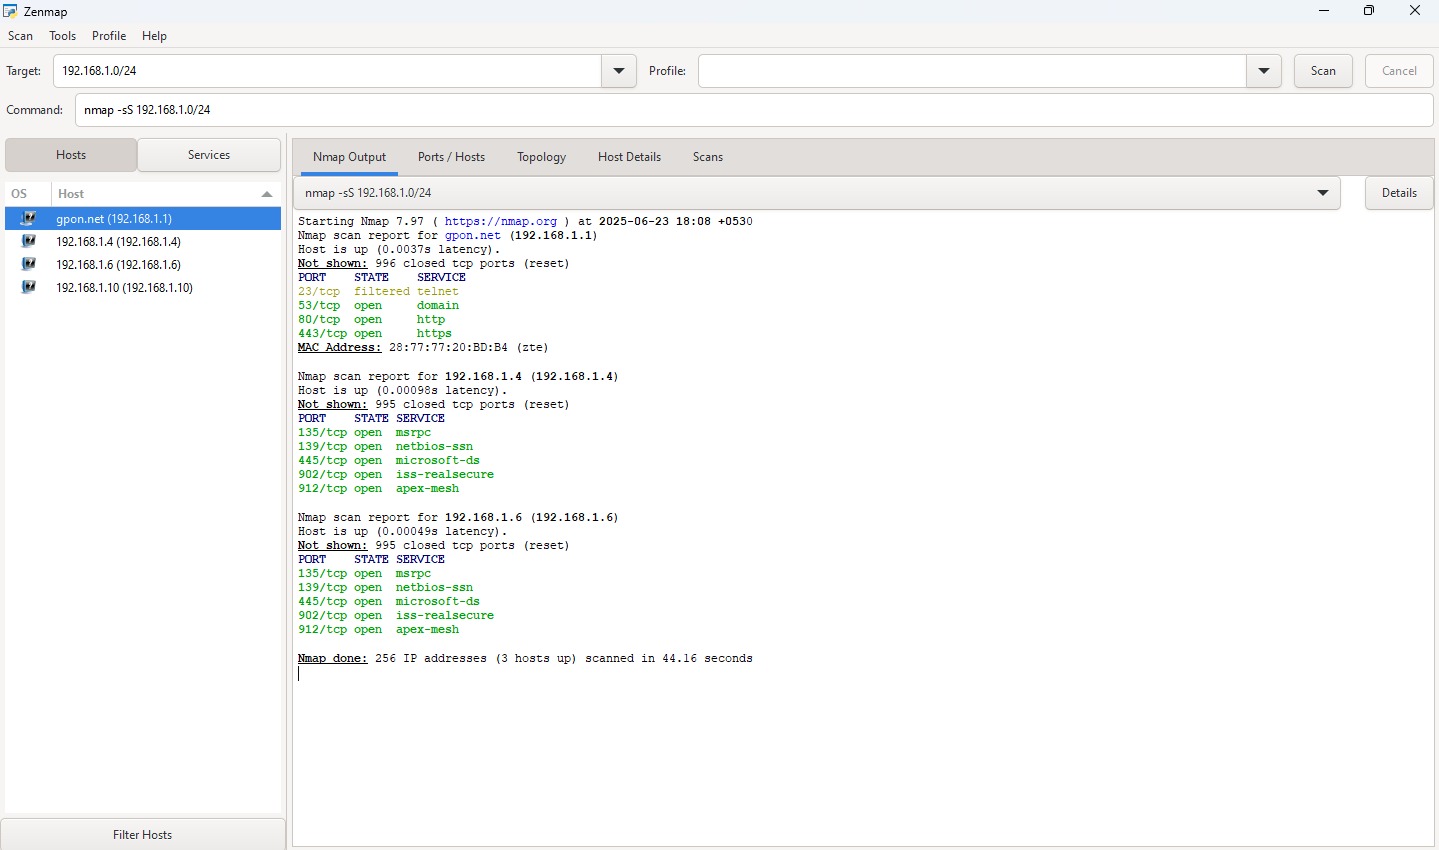 Zenmap
Scan Tools Profile Help
Target: 192.168.1.0/24 Profile: Scan Cancel
Command: nmap -sS 192.168.1.0/24
Hosts Services
OS Host
gpon.net (192.168.1.1)
192.168.1.4 (192.168.1.4)
192.168.1.6 (192.168.1.6)
192.168.1.10 (192.168.1.10)
Filter Hosts
Nmap Output Ports / Hosts Topology Host Details Scans
nmap -sS 192.168.1.0/24 Details
Starting Nmap 7.97 ( https://nmap.org ) at 2025-06-23 18:08 +0530
Nmap scan report for gpon.net (192.168.1.1)
Host is up (0.0037s latency).
Not shown: 996 closed tcp ports (reset)
PORT STATE SERVICE
23/tcp filtered telnet
53/tcp open domain
80/tcp open http
443/tcp open https
MAC Address: 28:77:77:20:BD:B4 (zte)
Nmap scan report for 192.168.1.4 (192.168.1.4)
Host is up (0.00098s latency).
Not shown: 995 closed tcp ports (reset)
PORT STATE SERVICE
135/tcp open msrpc
139/tcp open netbios-ssn
445/tcp open microsoft-ds
902/tcp open iss-realsecure
912/tcp open apex-mesh
Nmap scan report for 192.168.1.6 (192.168.1.6)
Host is up (0.00049s latency).
Not shown: 995 closed tcp ports (reset)
PORT STATE SERVICE
135/tcp open msrpc
139/tcp open netbios-ssn
445/tcp open microsoft-ds
902/tcp open iss-realsecure
912/tcp open apex-mesh
Nmap done: 256 IP addresses (3 hosts up) scanned in 44.16 seconds